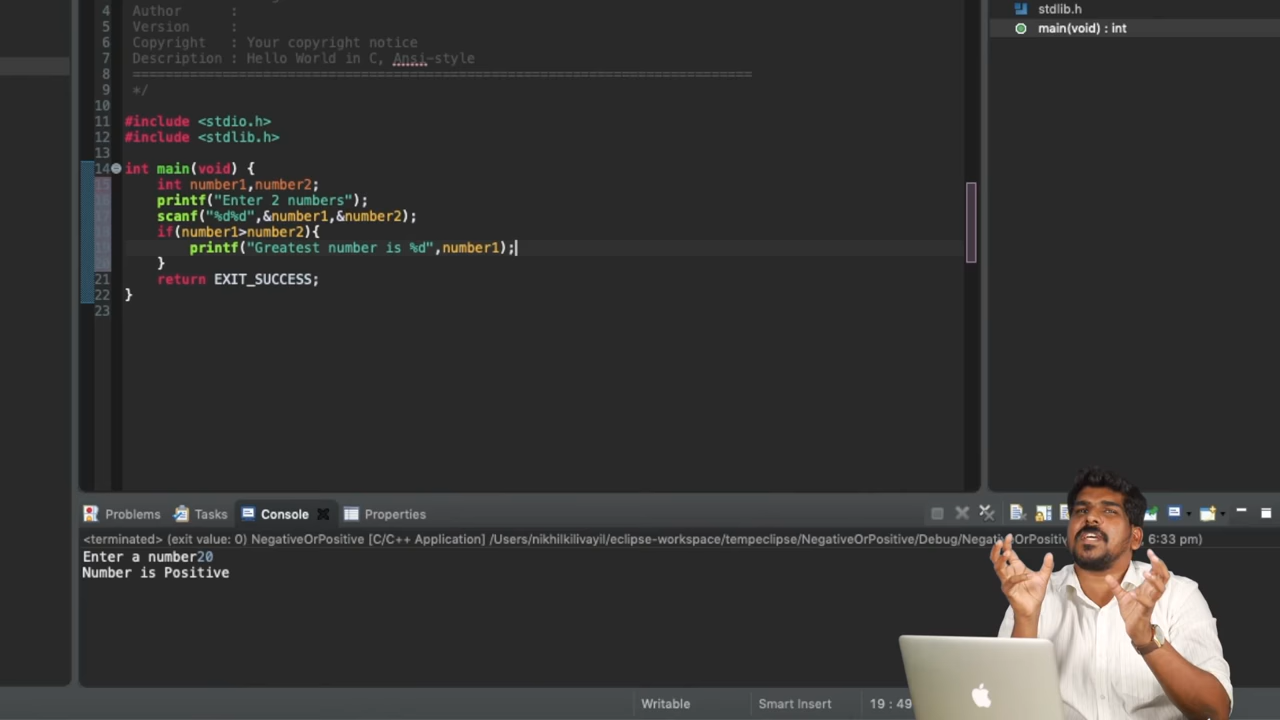 4 Author :
5 Version :
6 Copyright : Your copyright notice
7 Description : Hello World in C, Ansi-style
8 ============================================================================
9 */
10
11 #include <stdio.h>
12 #include <stdlib.h>
13
14 int main(void) {
15 int number1,number2;
16 printf("Enter 2 numbers");
17 scanf("%d%d",&number1,&number2);
if(number1>number2){
printf("Greatest number is %d",number1);
}
21 return EXIT_SUCCESS;
22 }
23
stdlib.h
main(void) : int
Problems Tasks Console Properties
<terminated> (exit value: 0) NegativeOrPositive [C/C++ Application] /Users/nikhilkilivayil/eclipse-workspace/tempeclipse/NegativeOrPositive/Debug/ 6:33 pm)
Enter a number20
Number is Positive
Writable Smart Insert 19 : 49